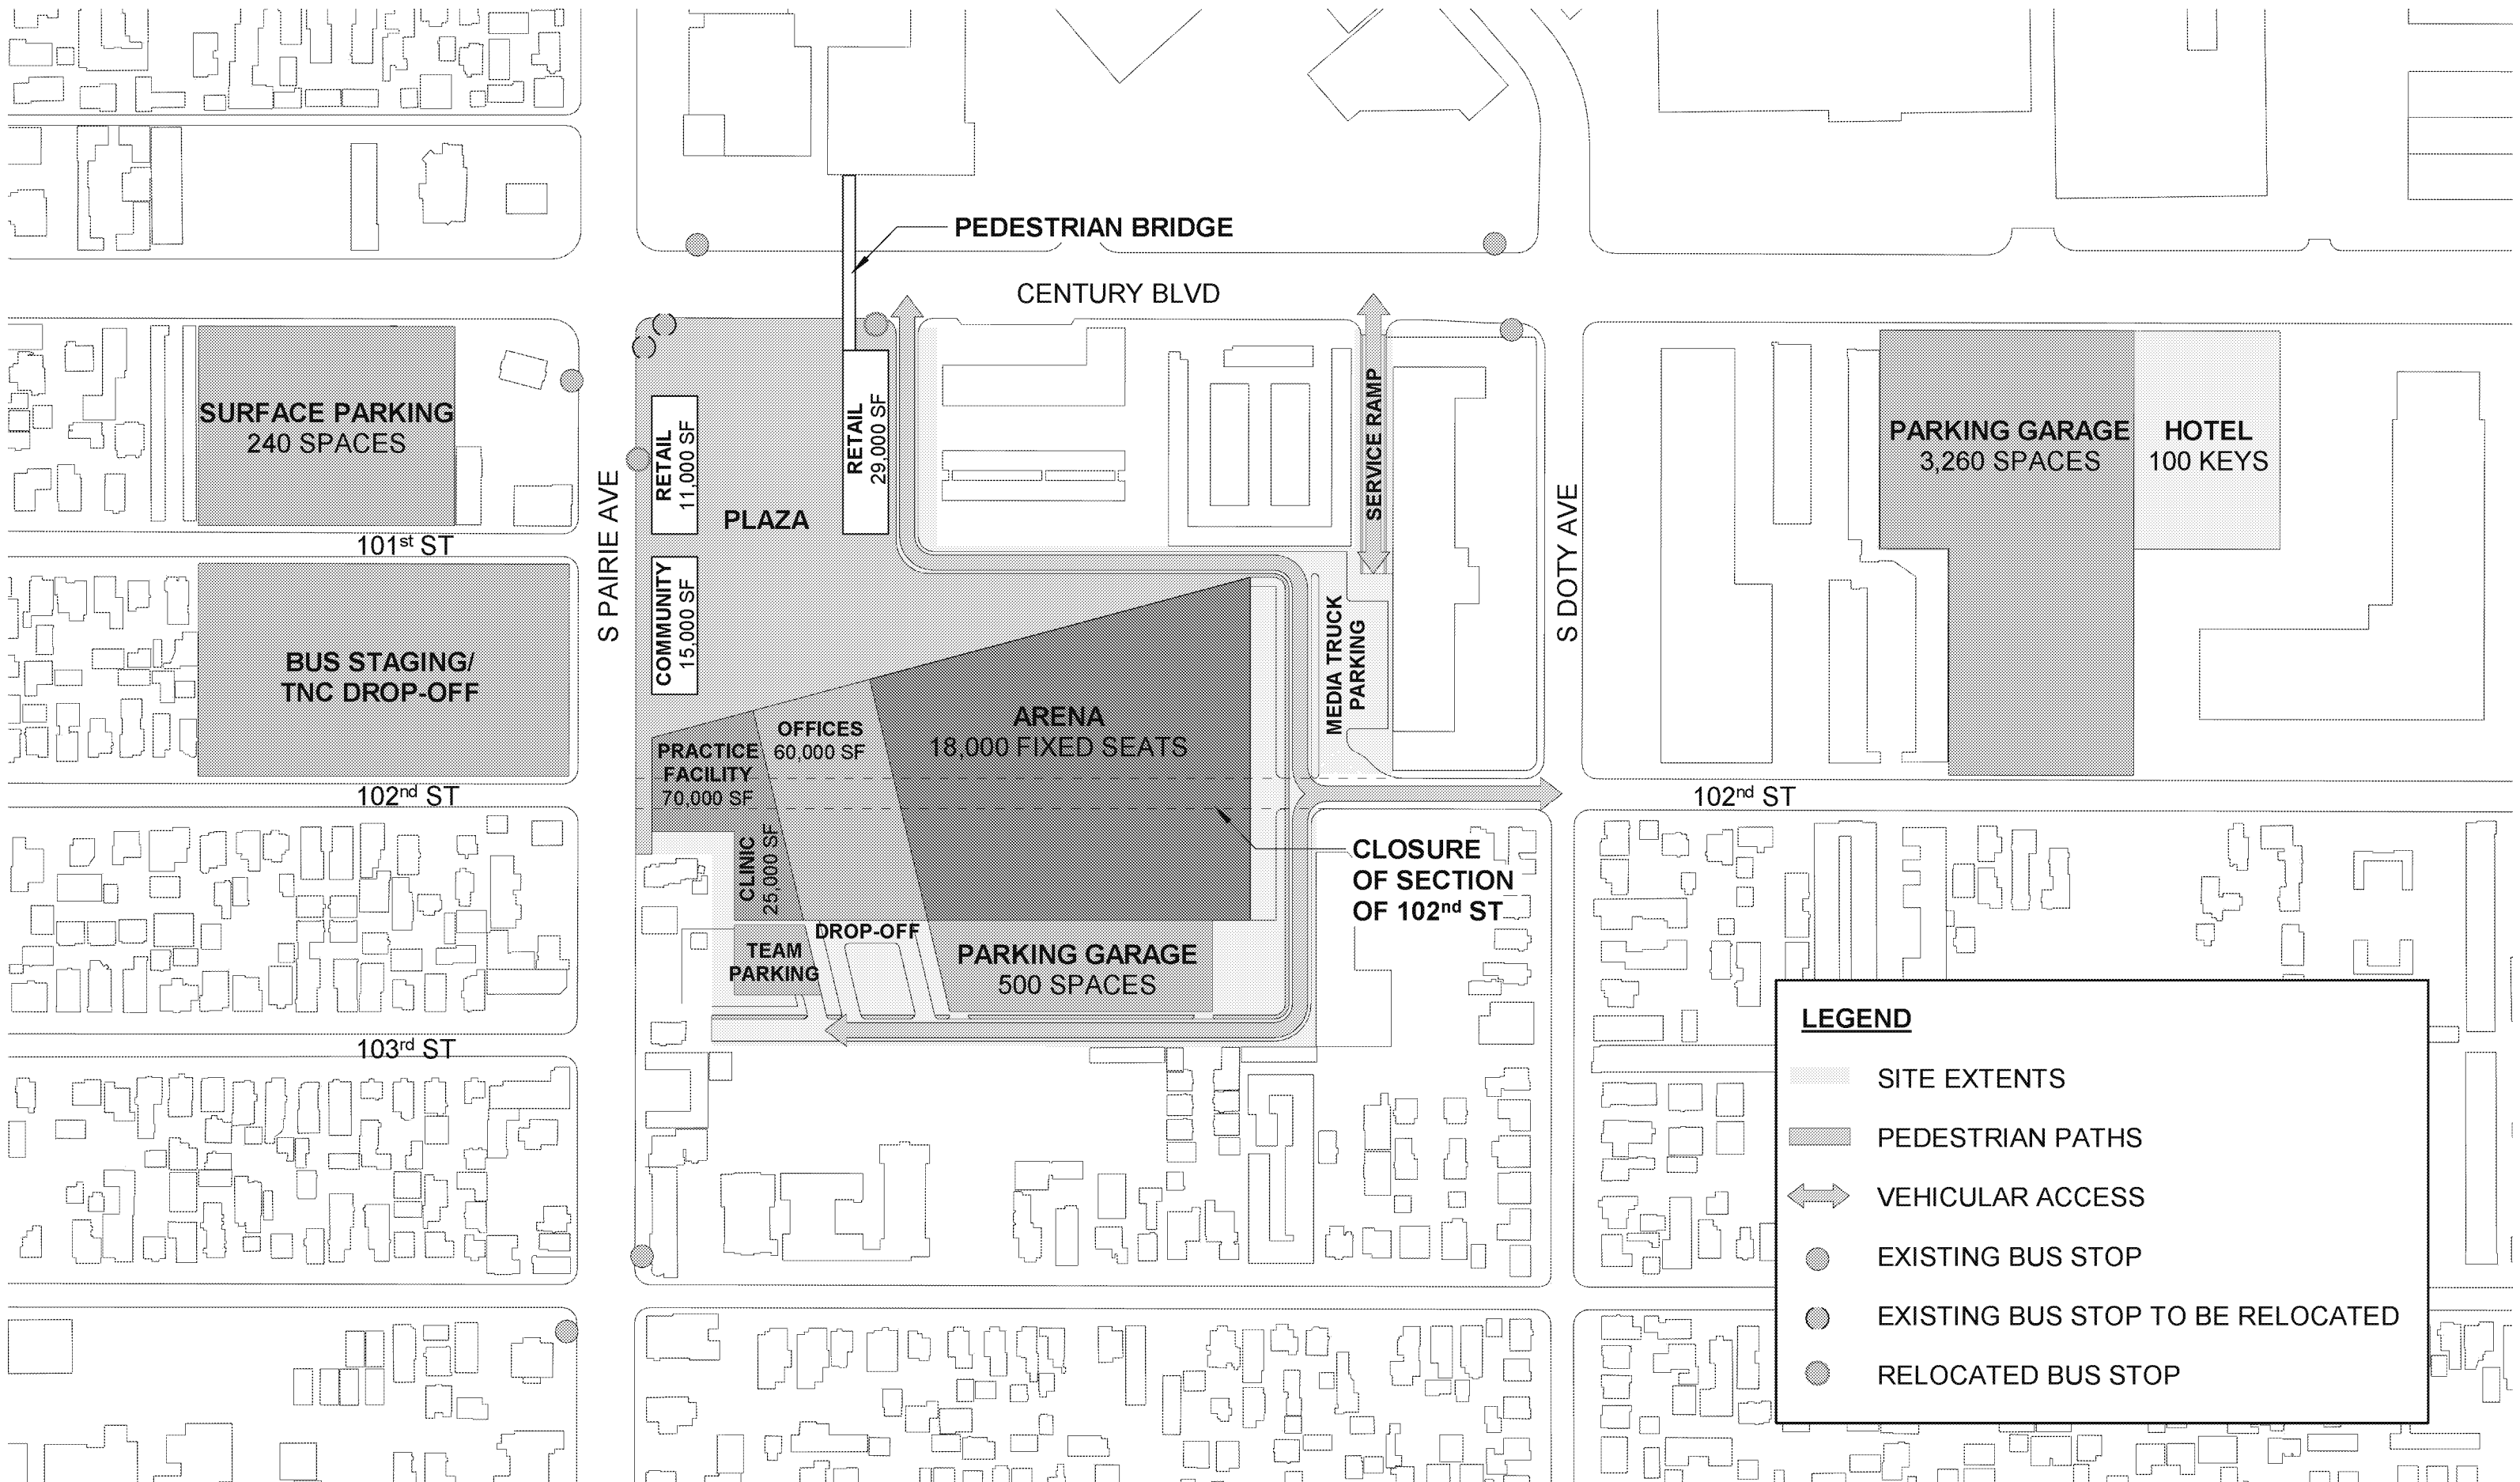 PEDESTRIAN BRIDGE
CENTURY BLVD
SURFACE PARKING
240 SPACES
RETAIL
11,000 SF
RETAIL
29,000 SF
SERVICE RAMP
PARKING GARAGE
3,260 SPACES
HOTEL
100 KEYS
PLAZA
S PAIRIE AVE
S DOTY AVE
101st ST
COMMUNITY
15,000 SF
BUS STAGING/
TNC DROP-OFF
MEDIA TRUCK
PARKING
ARENA
18,000 FIXED SEATS
OFFICES
60,000 SF
PRACTICE
FACILITY
70,000 SF
102nd ST
102nd ST
CLINIC
25,000 SF
CLOSURE
OF SECTION
OF 102nd ST
DROP-OFF
TEAM
PARKING
PARKING GARAGE
500 SPACES
103rd ST
LEGEND
SITE EXTENTS
PEDESTRIAN PATHS
VEHICULAR ACCESS
EXISTING BUS STOP
EXISTING BUS STOP TO BE RELOCATED
RELOCATED BUS STOP